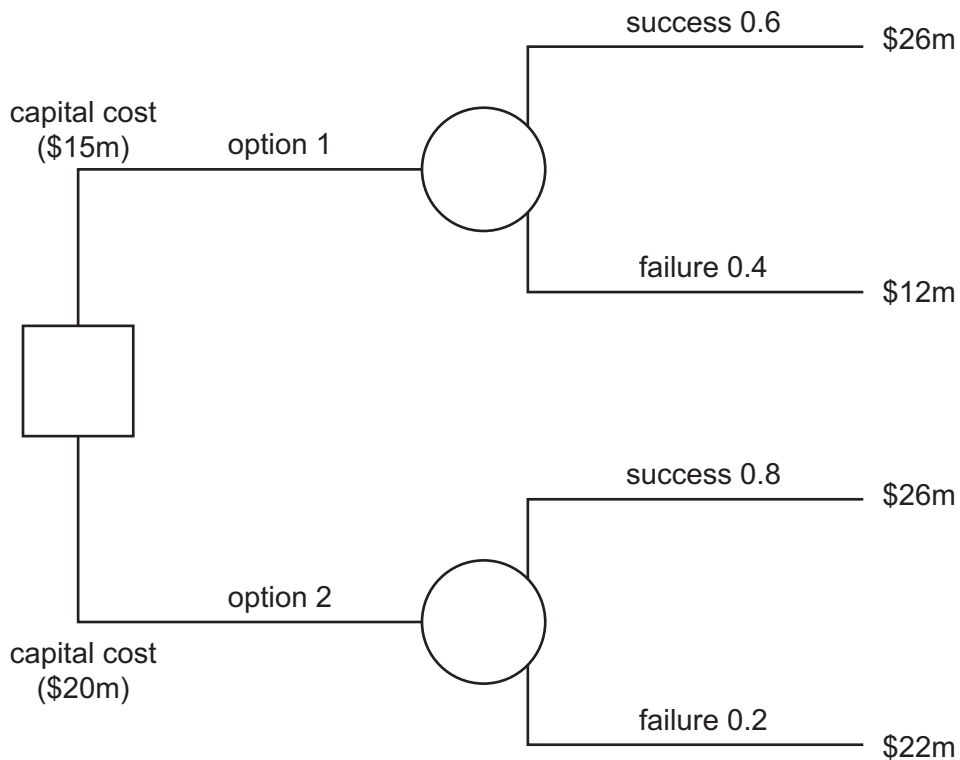 success 0.6
$26m
capital cost
($15m)
option 1
failure 0.4
$12m
success 0.8
$26m
option 2
capital cost
($20m)
failure 0.2
$22m